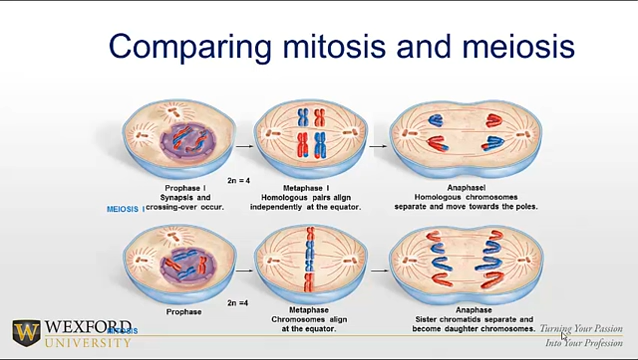 Comparing mitosis and meiosis
2n = 4
Prophase I
Synapsis and
crossing-over occur.
Metaphase I
Homologous pairs align
independently at the equator.
AnaphaseI
Homologous chromosomes
separate and move towards the poles.
MEIOSIS I
Prophase
2n=4
Metaphase
Chromosomes align
at the equator.
Anaphase
Sister chromatids separate and
become daughter chromosomes.
MITOSIS
W
WEXFORD
UNIVERSITY
Turning Your Passion
Into Your Profession